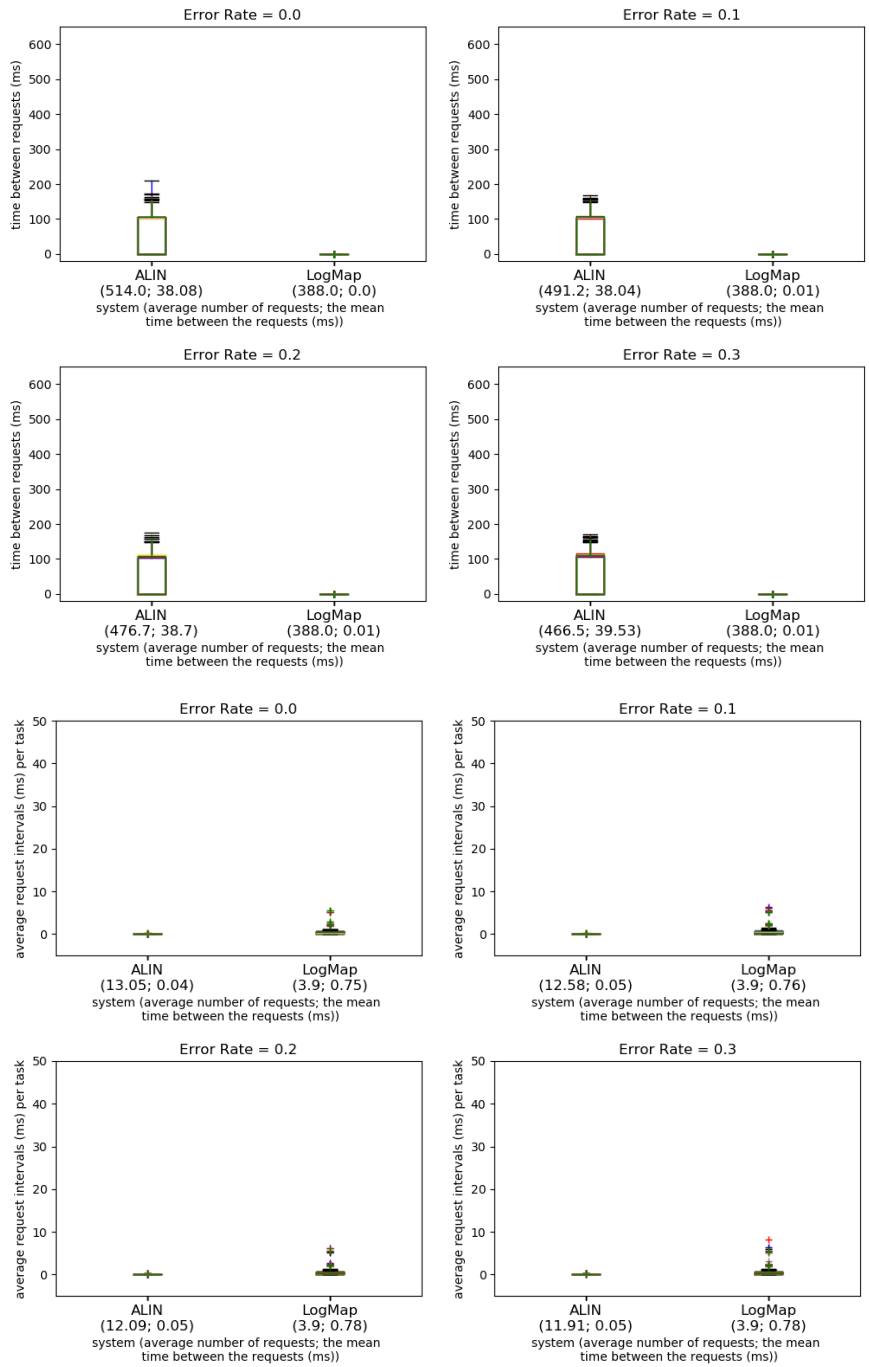 Error Rate = 0.0
time between requests (ms)
600
500
400
300
200
100
0
ALIN
(514.0; 38.08)
LogMap
(388.0; 0.0)
system (average number of requests; the mean
time between the requests (ms))
Error Rate = 0.1
time between requests (ms)
600
500
400
300
200
100
0
ALIN
(491.2; 38.04)
LogMap
(388.0; 0.01)
system (average number of requests; the mean
time between the requests (ms))
Error Rate = 0.2
time between requests (ms)
600
500
400
300
200
100
0
ALIN
(476.7; 38.7)
LogMap
(388.0; 0.01)
system (average number of requests; the mean
time between the requests (ms))
Error Rate = 0.3
time between requests (ms)
600
500
400
300
200
100
0
ALIN
(466.5; 39.53)
LogMap
(388.0; 0.01)
system (average number of requests; the mean
time between the requests (ms))
Error Rate = 0.0
average request intervals (ms) per task
50
40
30
20
10
0
ALIN
(13.05; 0.04)
LogMap
(3.9; 0.75)
system (average number of requests; the mean
time between the requests (ms))
Error Rate = 0.1
average request intervals (ms) per task
50
40
30
20
10
0
ALIN
(12.58; 0.05)
LogMap
(3.9; 0.76)
system (average number of requests; the mean
time between the requests (ms))
Error Rate = 0.2
average request intervals (ms) per task
50
40
30
20
10
0
ALIN
(12.09; 0.05)
LogMap
(3.9; 0.78)
system (average number of requests; the mean
time between the requests (ms))
Error Rate = 0.3
average request intervals (ms) per task
50
40
30
20
10
0
ALIN
(11.91; 0.05)
LogMap
(3.9; 0.78)
system (average number of requests; the mean
time between the requests (ms))